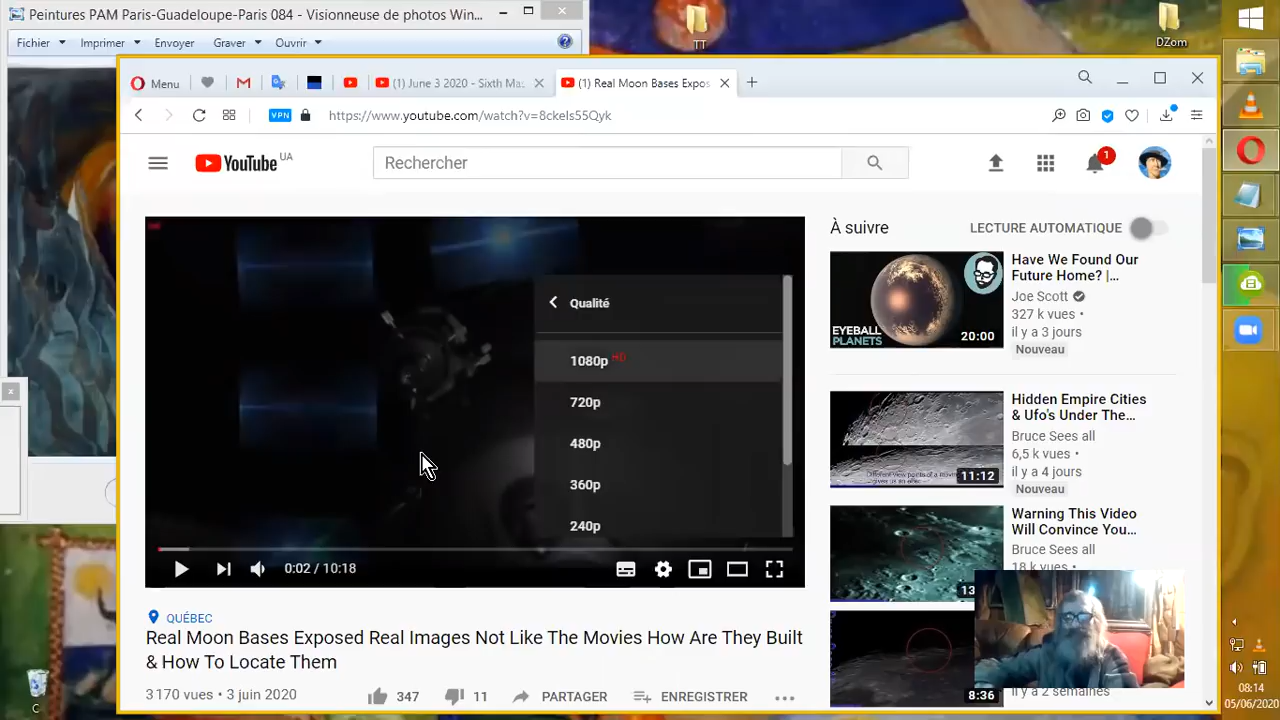 Peintures PAM Paris-Guadeloupe-Paris 084 - Visionneuse de photos Win...
Fichier Imprimer Envoyer Graver Ouvrir
TT
DZom
Menu
(1) June 3 2020 - Sixth Ma
(1) Real Moon Bases Expos
VPN
YouTube UA
Rechercher
1
Qualité
1080p HD
720p
480p
360p
240p
0:02 / 10:18
QUÉBEC
Real Moon Bases Exposed Real Images Not Like The Movies How Are They Built
& How To Locate Them
3 170 vues • 3 juin 2020
347
11
PARTAGER
ENREGISTRER
À suivre
LECTURE AUTOMATIQUE
EYEBALL
PLANETS
20:00
Have We Found Our
Future Home? |...
Joe Scott
327 k vues •
il y a 3 jours
Nouveau
11:12
Hidden Empire Cities
& Ufo's Under The...
Bruce Sees all
6,5 k vues •
il y a 4 jours
Nouveau
13
Warning This Video
Will Convince You...
Bruce Sees all
18 k vues •
8:36
il y a 2 semaines
C
08:14
05/06/2020